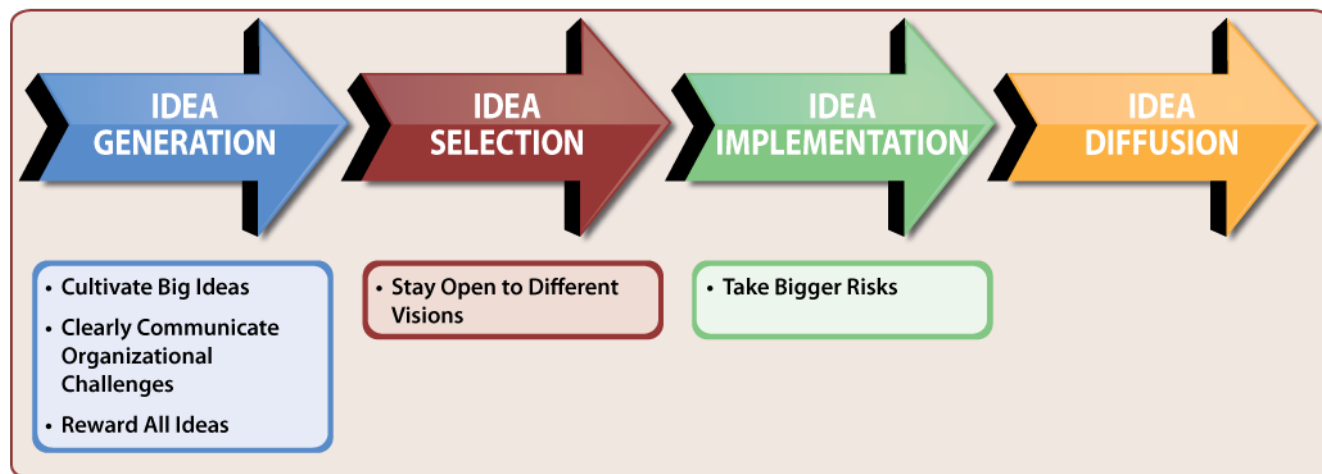 IDEA
GENERATION
IDEA
SELECTION
IDEA
IMPLEMENTATION
IDEA
DIFFUSION
• Cultivate Big Ideas
• Clearly Communicate
Organizational
Challenges
• Reward All Ideas
• Stay Open to Different
Visions
• Take Bigger Risks